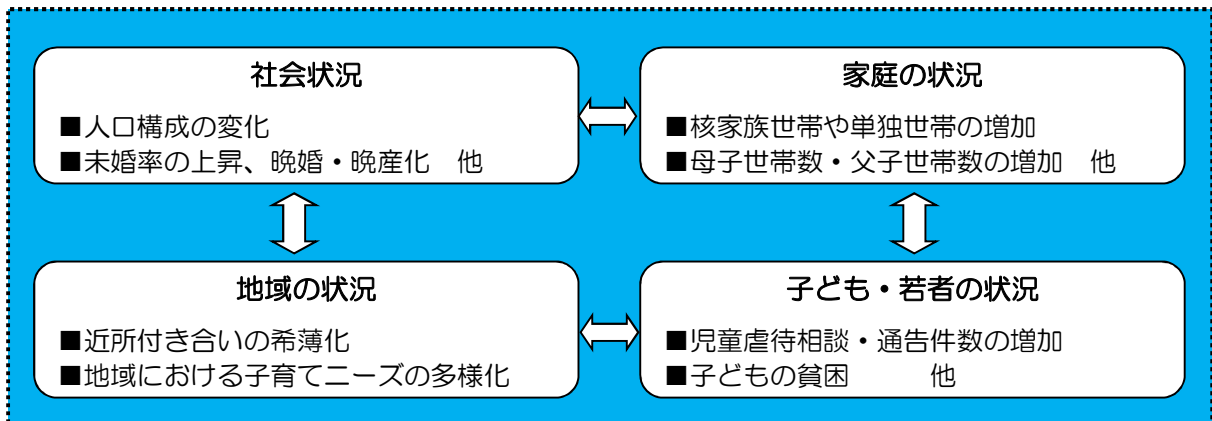 社会状況
■人口構成の変化
■未婚率の上昇、晩婚・晩産化　他
家庭の状況
■核家族世帯や単独世帯の増加
■母子世帯数・父子世帯数の増加　他
地域の状況
■近所付き合いの希薄化
■地域における子育てニーズの多様化
子ども・若者の状況
■児童虐待相談・通告件数の増加
■子どもの貧困　　　他